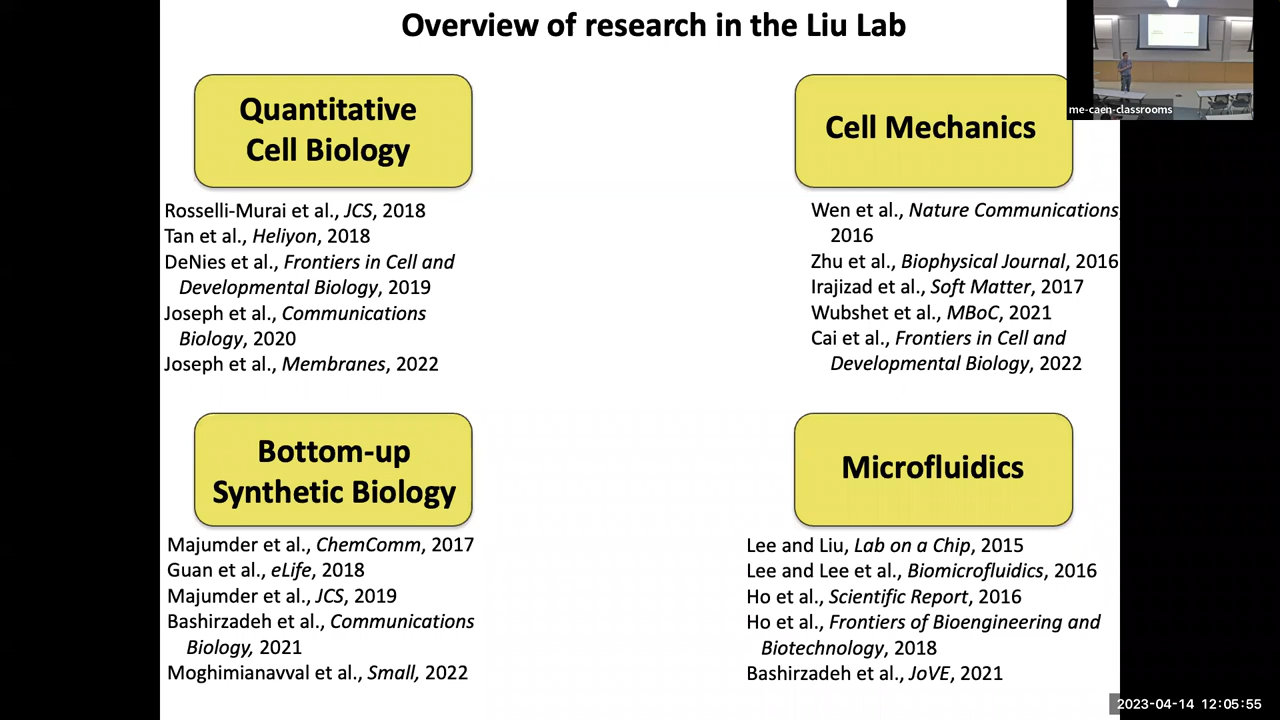 Overview of research in the Liu Lab
Quantitative
Cell Biology
Rosselli-Murai et al., JCS, 2018
Tan et al., Heliyon, 2018
DeNies et al., Frontiers in Cell and
Developmental Biology, 2019
Joseph et al., Communications
Biology, 2020
Joseph et al., Membranes, 2022
Cell Mechanics
Wen et al., Nature Communications,
2016
Zhu et al., Biophysical Journal, 2016
Irajizad et al., Soft Matter, 2017
Wubshet et al., MBoC, 2021
Cai et al., Frontiers in Cell and
Developmental Biology, 2022
Bottom-up
Synthetic Biology
Majumder et al., ChemComm, 2017
Guan et al., eLife, 2018
Majumder et al., JCS, 2019
Bashirzadeh et al., Communications
Biology, 2021
Moghimianavval et al., Small, 2022
Microfluidics
Lee and Liu, Lab on a Chip, 2015
Lee and Lee et al., Biomicrofluidics, 2016
Ho et al., Scientific Report, 2016
Ho et al., Frontiers of Bioengineering and
Biotechnology, 2018
Bashirzadeh et al., JoVE, 2021
me-caen-classrooms
2023-04-14 12:05:55